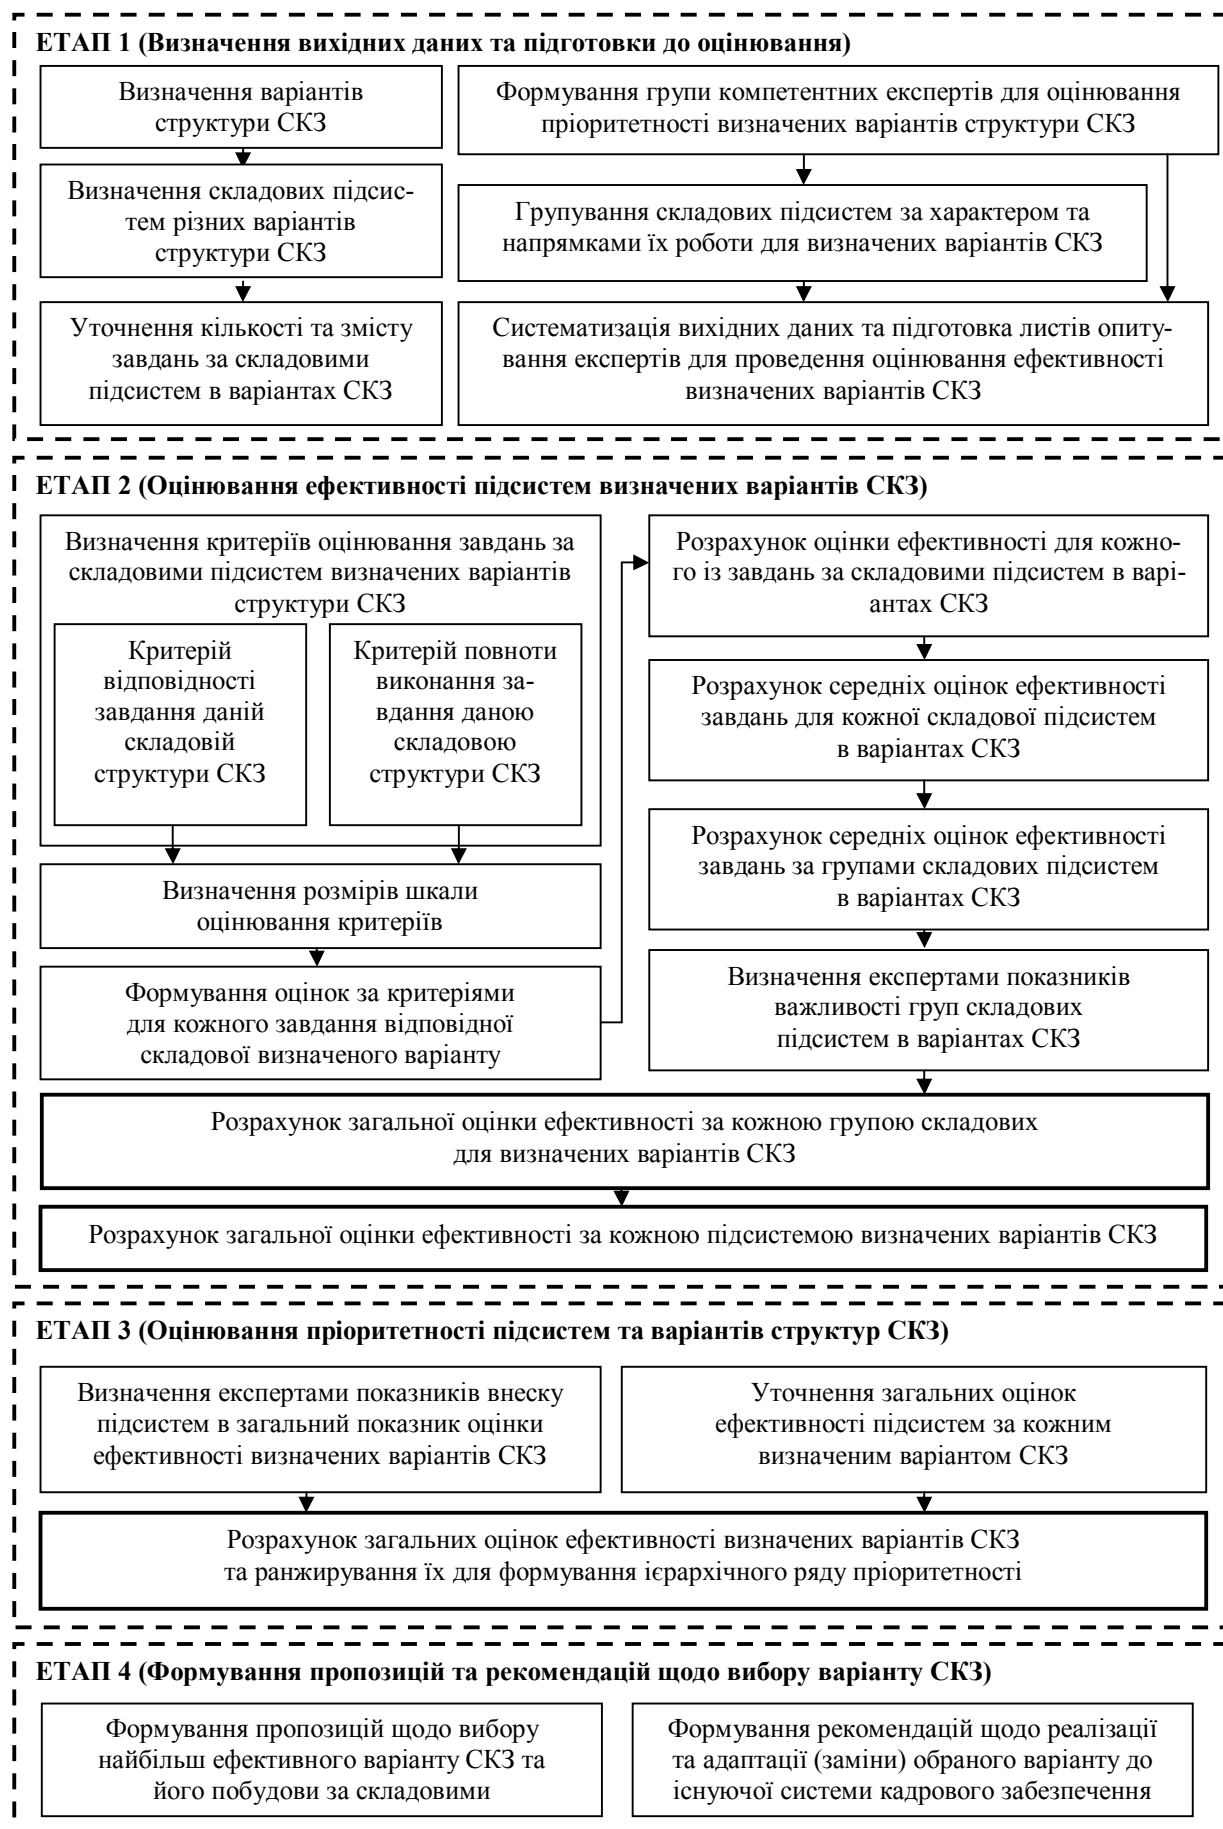 ЕТАП 1 (Визначення вихідних даних та підготовки до оцінювання)
Визначення варіантів
структури СКЗ
Визначення складових підсис-
тем різних варіантів
структури СКЗ
Уточнення кількості та змісту
завдань за складовими
підсистем в варіантах СКЗ
Формування групи компетентних експертів для оцінювання
пріоритетності визначених варіантів структури СКЗ
Групування складових підсистем за характером та
напрямками їх роботи для визначених варіантів СКЗ
Систематизація вихідних даних та підготовка листів опиту-
вання експертів для проведення оцінювання ефективності
визначених варіантів СКЗ
ЕТАП 2 (Оцінювання ефективності підсистем визначених варіантів СКЗ)
Визначення критеріїв оцінювання завдань за
складовими підсистем визначених варіантів
структури СКЗ
Критерій
відповідності
завдання даній
складовій
структури СКЗ
Критерій повноти
виконання за-
вдання даною
складовою
структури СКЗ
Визначення розмірів шкали
оцінювання критеріїв
Формування оцінок за критеріями
для кожного завдання відповідної
складової визначеного варіанту
Розрахунок оцінки ефективності для кожно-
го із завдань за складовими підсистем в варі-
антах СКЗ
Розрахунок середніх оцінок ефективності
завдань для кожної складової підсистем
в варіантах СКЗ
Розрахунок середніх оцінок ефективності
завдань за групами складових підсистем
в варіантах СКЗ
Визначення експертами показників
важливості груп складових
підсистем в варіантах СКЗ
Розрахунок загальної оцінки ефективності за кожною групою складових
для визначених варіантів СКЗ
Розрахунок загальної оцінки ефективності за кожною підсистемою визначених варіантів СКЗ
ЕТАП 3 (Оцінювання пріоритетності підсистем та варіантів структур СКЗ)
Визначення експертами показників внеску
підсистем в загальний показник оцінки
ефективності визначених варіантів СКЗ
Уточнення загальних оцінок
ефективності підсистем за кожним
визначеним варіантом СКЗ
Розрахунок загальних оцінок ефективності визначених варіантів СКЗ
та ранжирування їх для формування ієрархічного ряду пріоритетності
ЕТАП 4 (Формування пропозицій та рекомендацій щодо вибору варіанту СКЗ)
Формування пропозицій щодо вибору
найбільш ефективного варіанту СКЗ та
його побудови за складовими
Формування рекомендацій щодо реалізації
та адаптації (заміни) обраного варіанту до
існуючої системи кадрового забезпечення